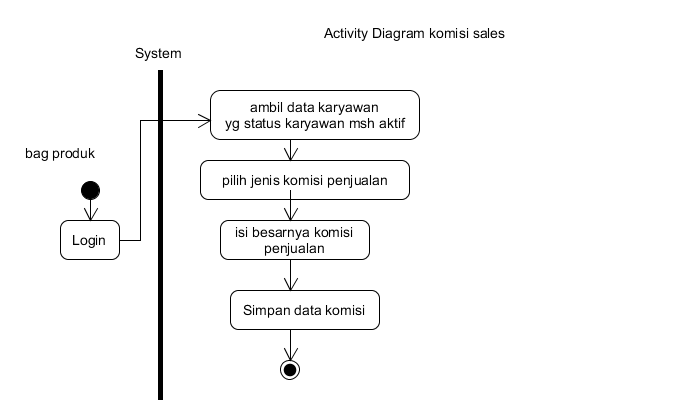 Activity Diagram komisi sales
System
bag produk
Login
ambil data karyawan
yg status karyawan msh aktif
pilih jenis komisi penjualan
isi besarnya komisi
penjualan
Simpan data komisi